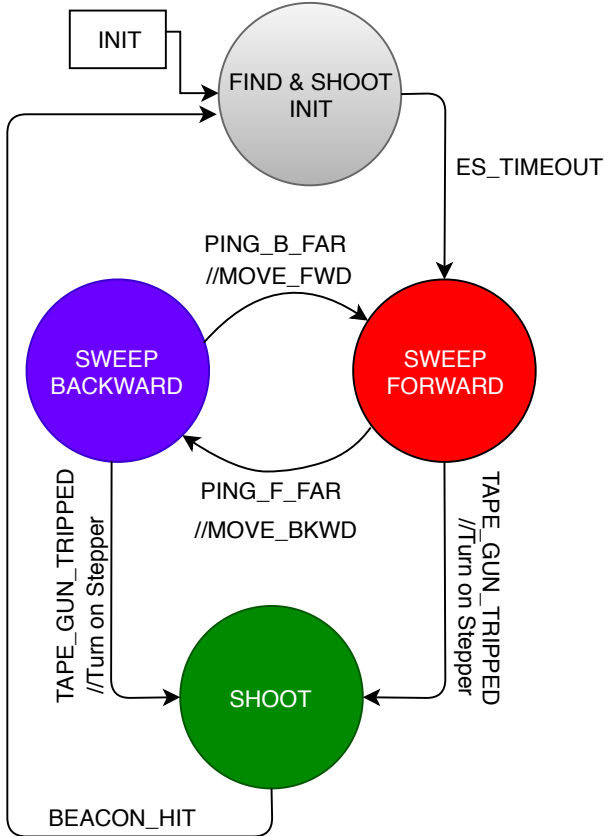 INIT
FIND & SHOOT
INIT
ES_TIMEOUT
PING_B_FAR
//MOVE_FWD
SWEEP
BACKWARD
SWEEP
FORWARD
PING_F_FAR
//MOVE_BKWD
TAPE_GUN_TRIPPED
//Turn on Stepper
TAPE_GUN_TRIPPED
//Turn on Stepper
SHOOT
BEACON_HIT